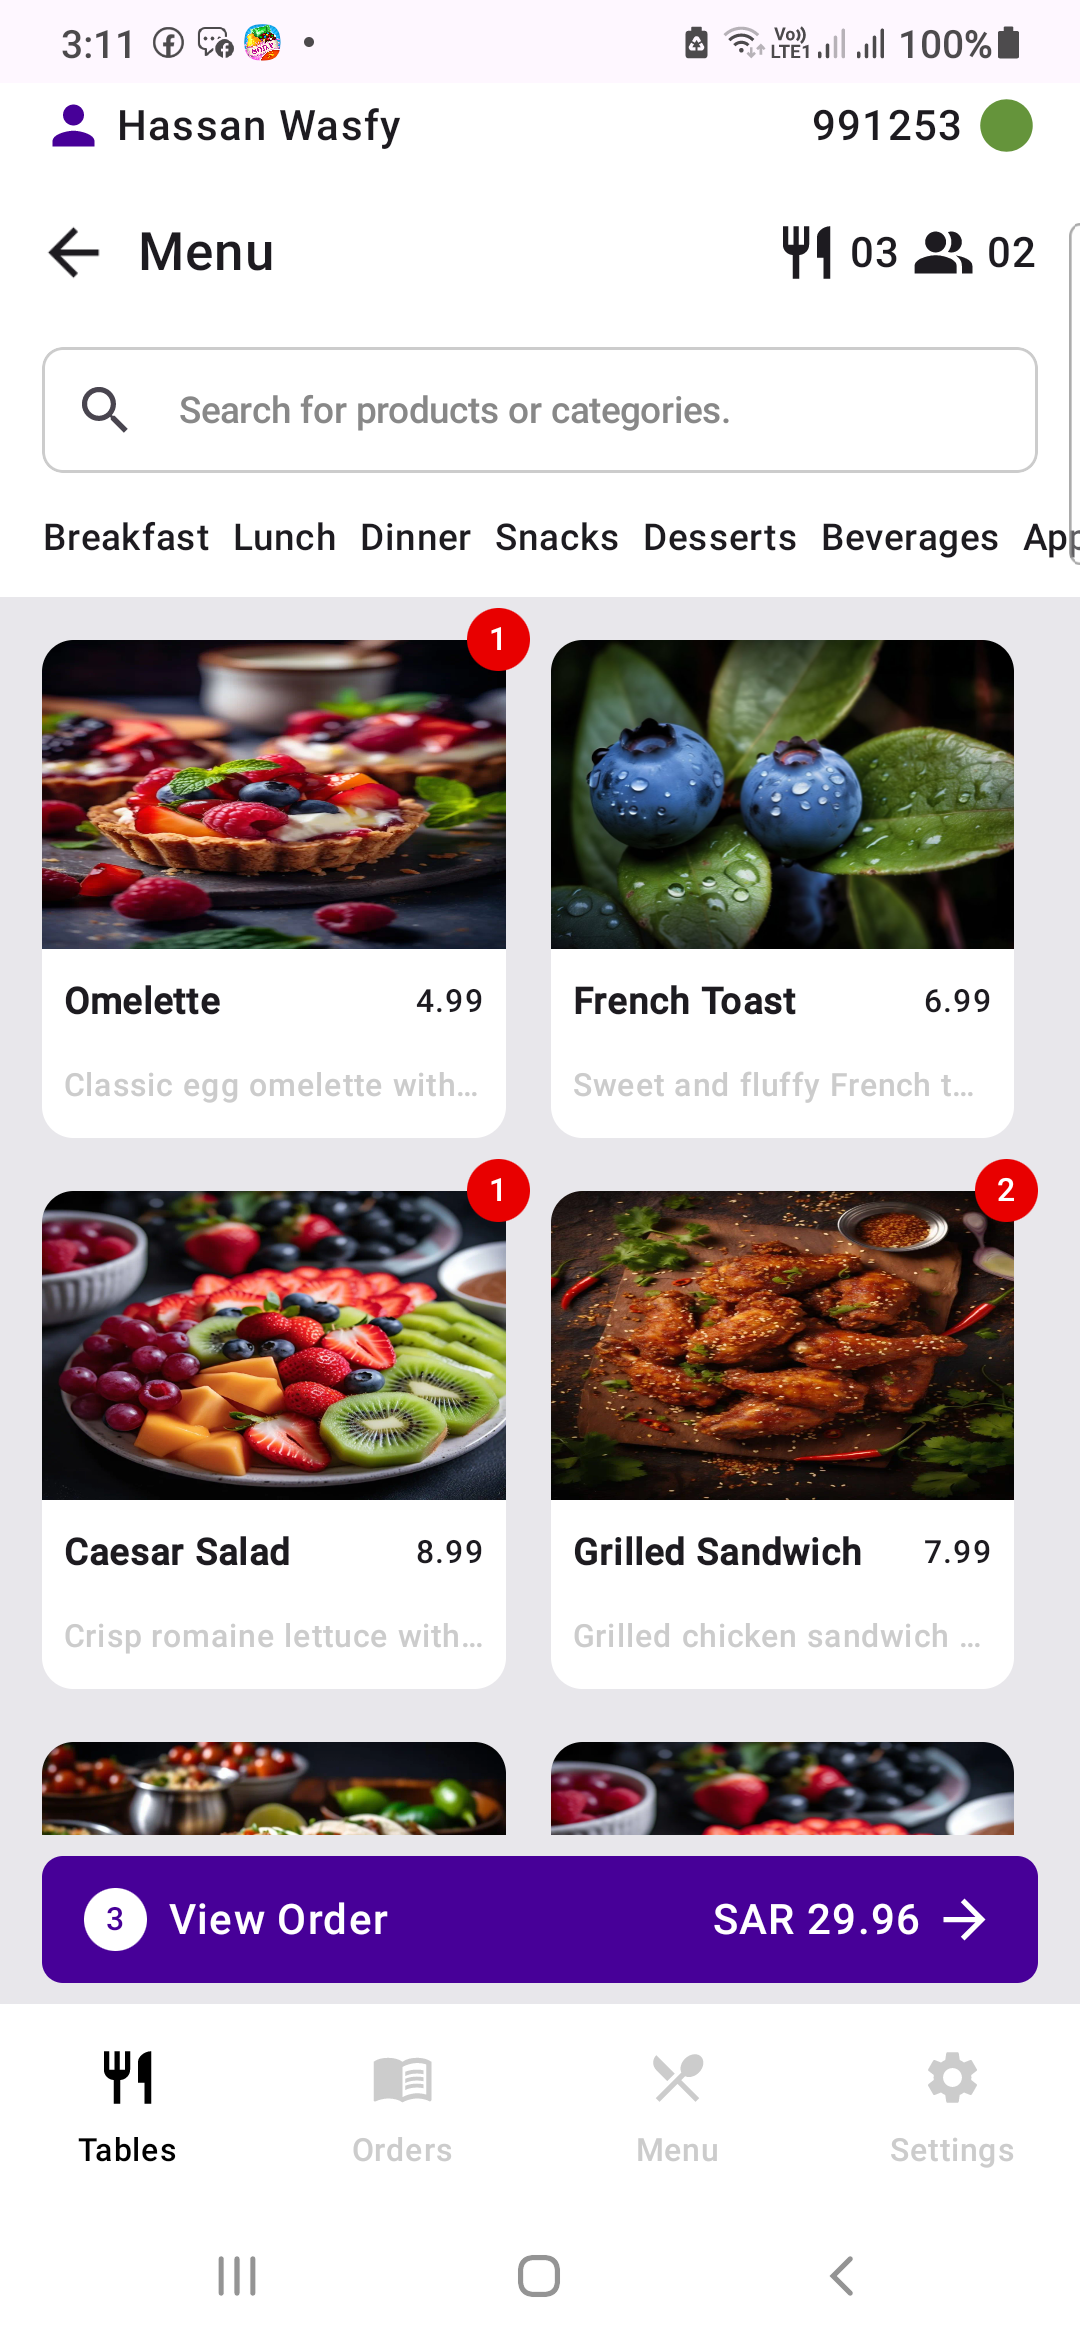 3:11 Vo)) LTE1 100%
Hassan Wasfy 991253
Menu 03 02
Search for products or categories.
Breakfast Lunch Dinner Snacks Desserts Beverages
1
Omelette 4.99 French Toast 6.99
Classic egg omelette with... Sweet and fluffy French t...
1 2
Caesar Salad 8.99 Grilled Sandwich 7.99
Crisp romaine lettuce with... Grilled chicken sandwich ...
3 View Order SAR 29.96
Tables Orders Menu Settings